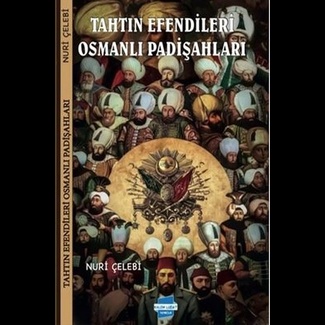 TAHTIN EFENDİLERİ
OSMANLI PADİŞAHLARI
NURİ ÇELEBİ
NURİ ÇELEBİ
TAHTIN EFENDİLERİ OSMANLI PADİŞAHLARI